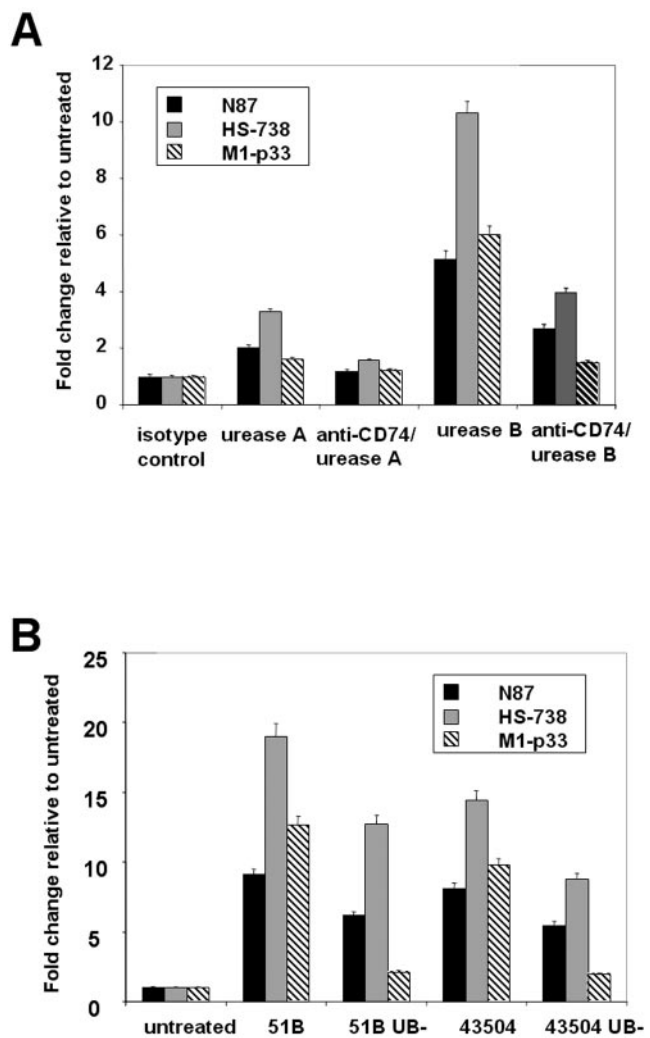 A
Fold change relative to untreated
12
10
8
6
4
2
0
N87
HS-738
M1-p33
isotype
control
urease A
anti-CD74/
urease A
urease B
anti-CD74/
urease B
B
Fold change relative to untreated
25
20
15
10
5
0
N87
HS-738
M1-p33
untreated
51B
51B UB-
43504
43504 UB-